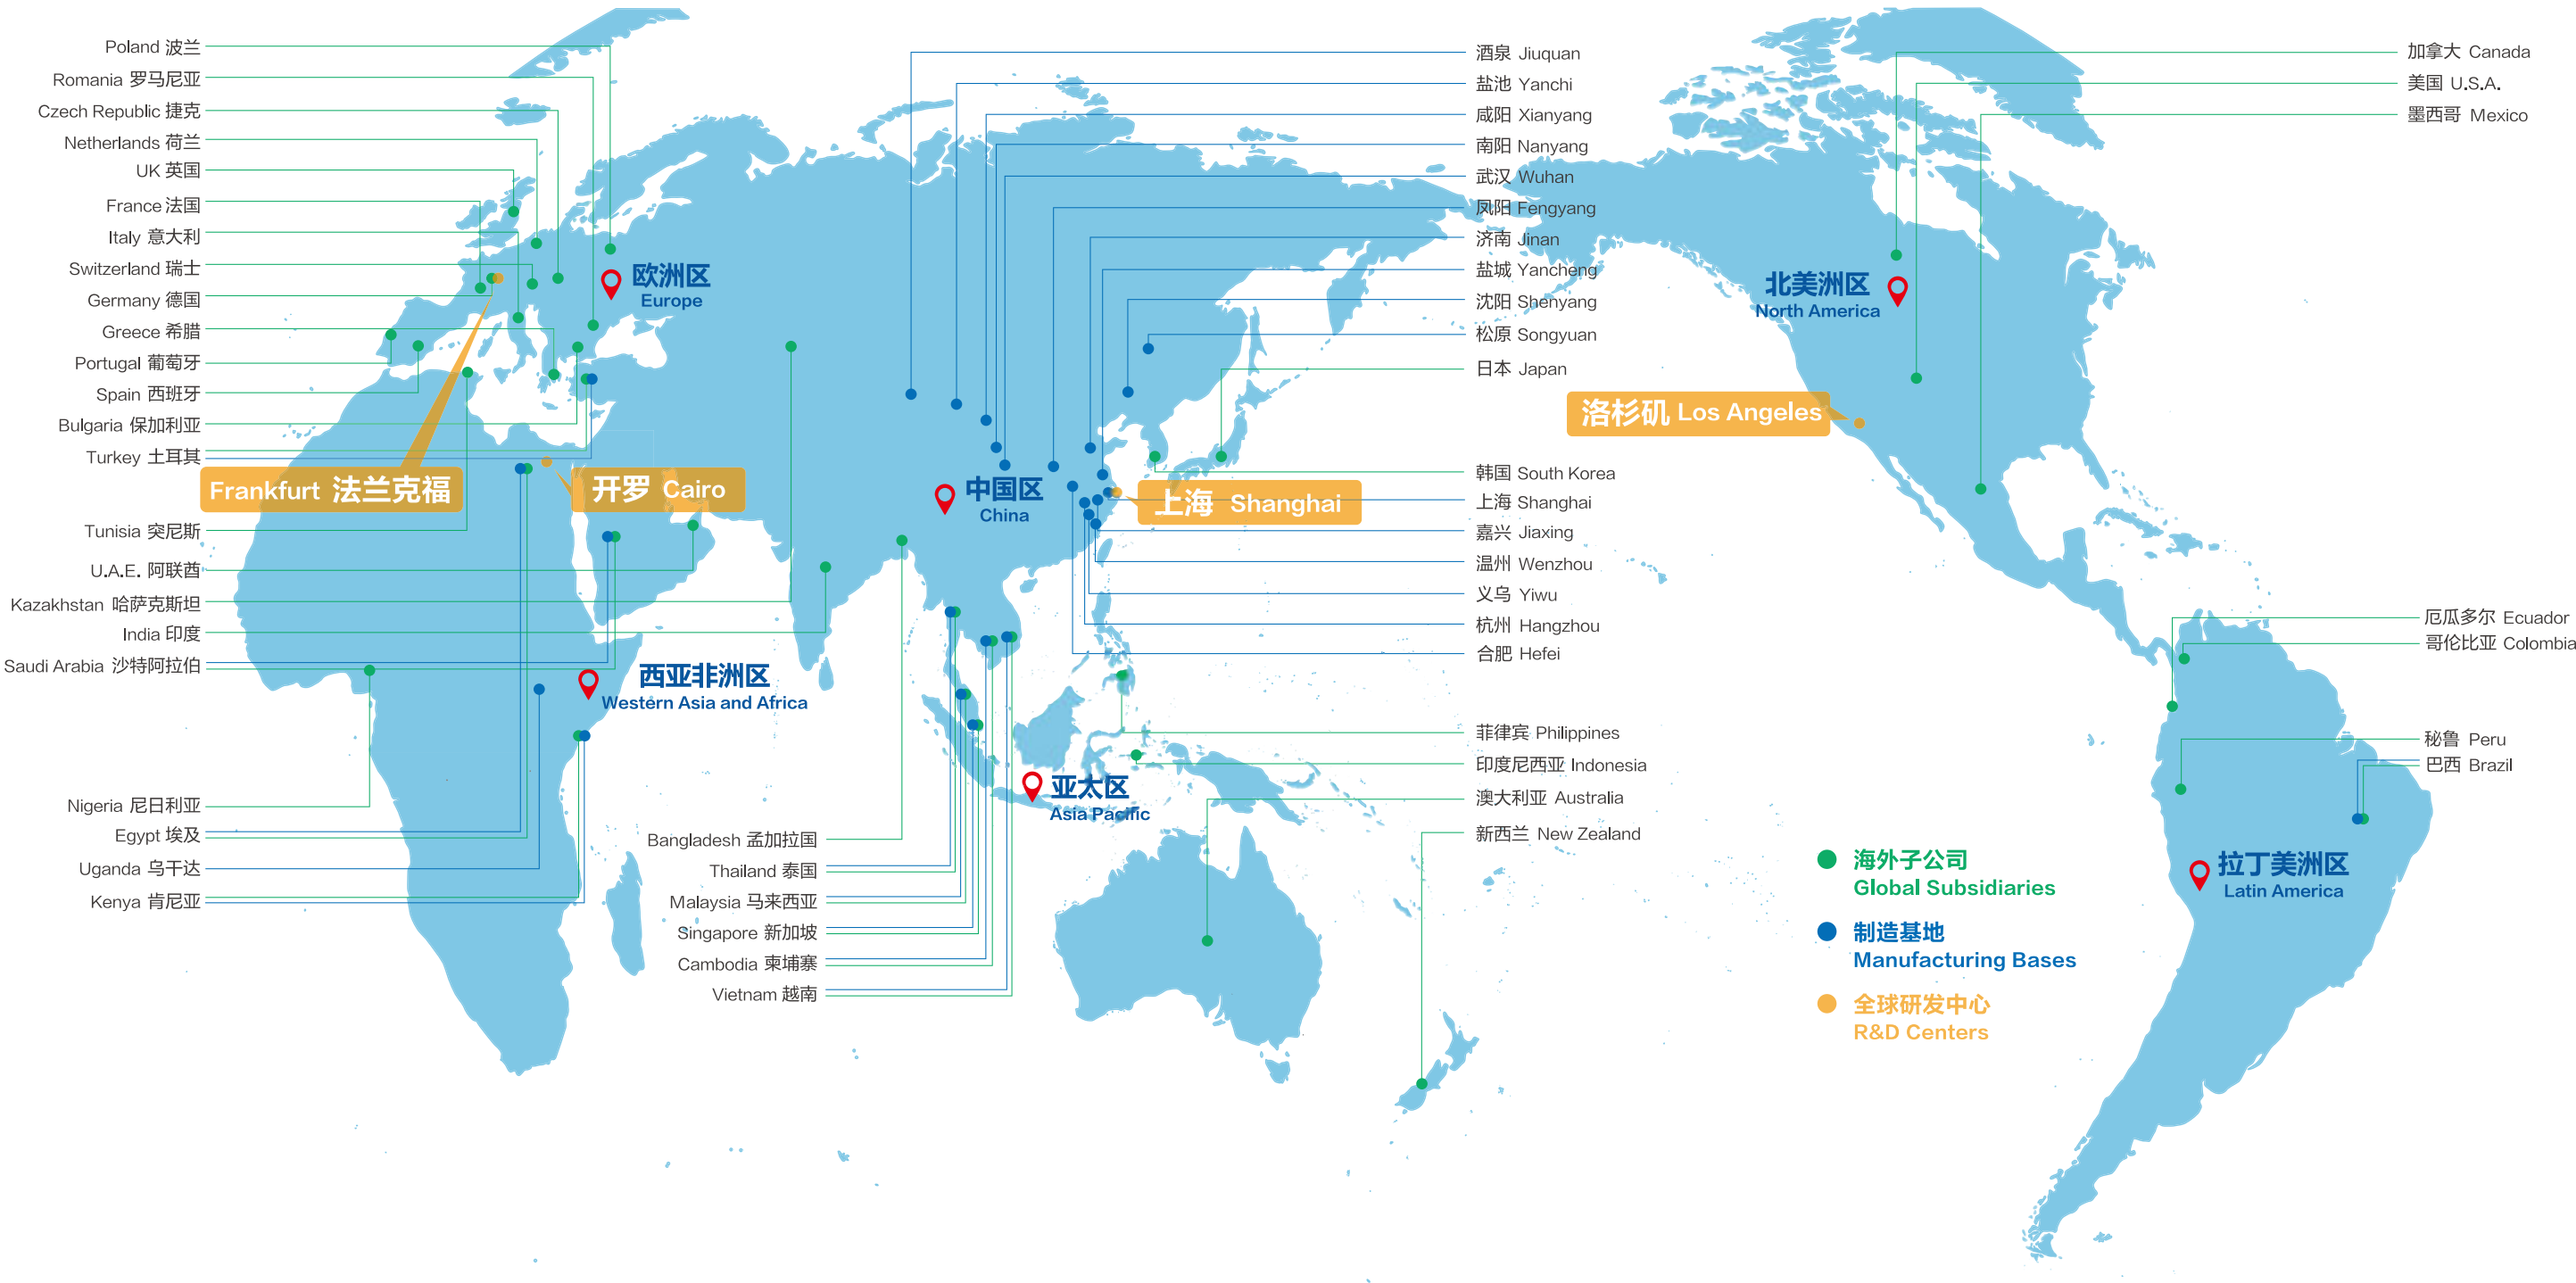 Poland 波兰
Romania 罗马尼亚
Czech Republic 捷克
Netherlands 荷兰
UK 英国
France 法国
Italy 意大利
Switzerland 瑞士
Germany 德国
Greece 希腊
Portugal 葡萄牙
Spain 西班牙
Bulgaria 保加利亚
Turkey 土耳其
Frankfurt 法兰克福
开罗 Cairo
Tunisia 突尼斯
U.A.E. 阿联酋
Kazakhstan 哈萨克斯坦
India 印度
Saudi Arabia 沙特阿拉伯
Nigeria 尼日利亚
Egypt 埃及
Uganda 乌干达
Kenya 肯尼亚
欧洲区
Europe
西亚非洲区
Western Asia and Africa
中国区
China
亚太区
Asia Pacific
Bangladesh 孟加拉国
Thailand 泰国
Malaysia 马来西亚
Singapore 新加坡
Cambodia 柬埔寨
Vietnam 越南
酒泉 Jiuquan
盐池 Yanchi
咸阳 Xianyang
南阳 Nanyang
武汉 Wuhan
凤阳 Fengyang
济南 Jinan
盐城 Yancheng
沈阳 Shenyang
松原 Songyuan
日本 Japan
韩国 South Korea
上海 Shanghai
上海 Shanghai
嘉兴 Jiaxing
温州 Wenzhou
义乌 Yiwu
杭州 Hangzhou
合肥 Hefei
菲律宾 Philippines
印度尼西亚 Indonesia
澳大利亚 Australia
新西兰 New Zealand
加拿大 Canada
美国 U.S.A.
墨西哥 Mexico
北美洲区
North America
洛杉矶 Los Angeles
厄瓜多尔 Ecuador
哥伦比亚 Colombia
秘鲁 Peru
巴西 Brazil
拉丁美洲区
Latin America
海外子公司
Global Subsidiaries
制造基地
Manufacturing Bases
全球研发中心
R&D Centers